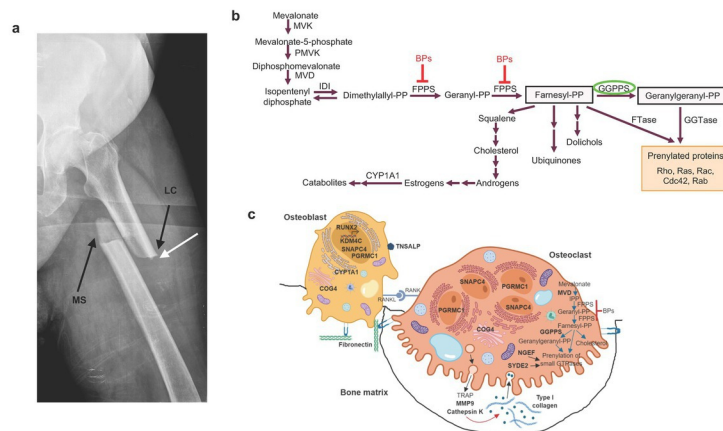 a
LC
MS
b
Mevalonate
MVK
Mevalonate-5-phosphate
PMVK
Diphosphomevalonate
MVD
Isopentenyl
diphosphate
IDI
Dimethylallyl-PP
BPs
FPPS
Geranyl-PP
BPs
FPPS
Farnesyl-PP
GGPPS
Geranylgeranyl-PP
Squalene
Cholesterol
Androgens
Estrogens
CYP1A1
Catabolites
Ubiquinones
Dolichols
FTase
GGTase
Prenylated proteins
Rho, Ras, Rac,
Cdc42, Rab
c
Osteoblast
RUNX2
KDM4C
SNAPC4
PGRMC1
CYP1A1
COG4
TNSALP
RANK
RANKL
Fibronectin
Bone matrix
Osteoclast
SNAPC4
PGRMC1
PGRMC1
SNAPC4
COG4
Mevalonate
MVD
IPP
FPPS
Geranyl-PP
FPPS
BPs
Farnesyl-PP
GGPPS
Geranylgeranyl-PP
Cholesterol
NGEF
Prenylation of
small GTPases
SYDE2
TRAP
MMP9
Cathepsin K
Type I
collagen